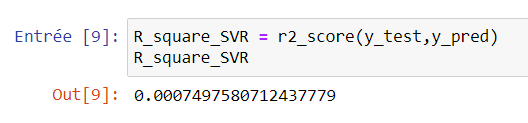 Entrée [9]: R_square_SVR = r2_score(y_test,y_pred)
R_square_SVR
Out[9]: 0.0007497580712437779